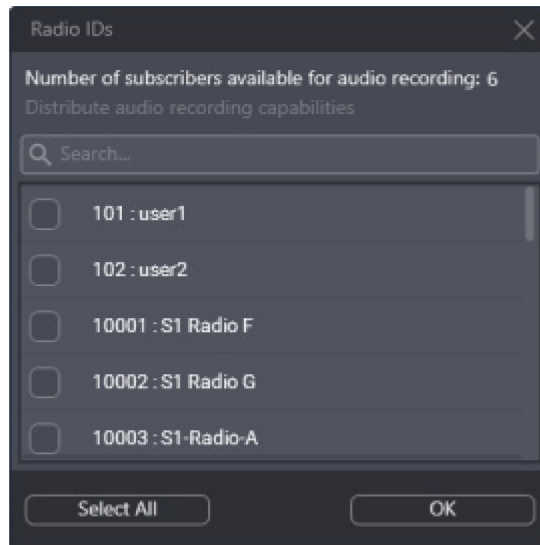 Radio IDs
Number of subscribers available for audio recording: 6
Distribute audio recording capabilities
Search...
101 : user1
102 : user2
10001 : S1 Radio F
10002 : S1 Radio G
10003 : S1-Radio-A
Select All
OK